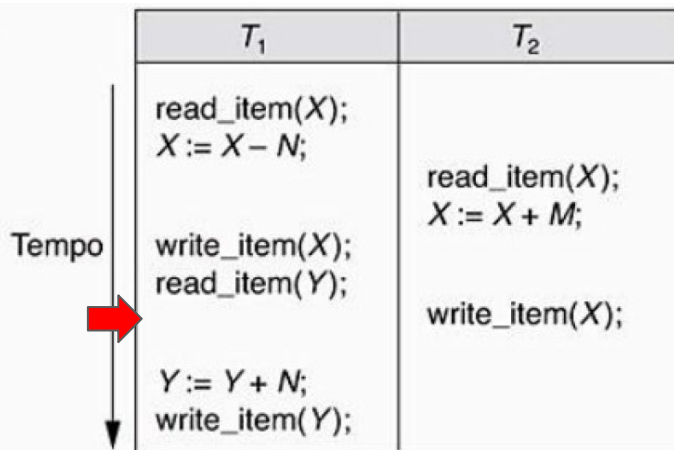 T₁ T₂
read_item(X);
X := X – N;
read_item(X);
X := X + M;
Tempo
write_item(X);
read_item(Y);
write_item(X);
Y := Y + N;
write_item(Y);